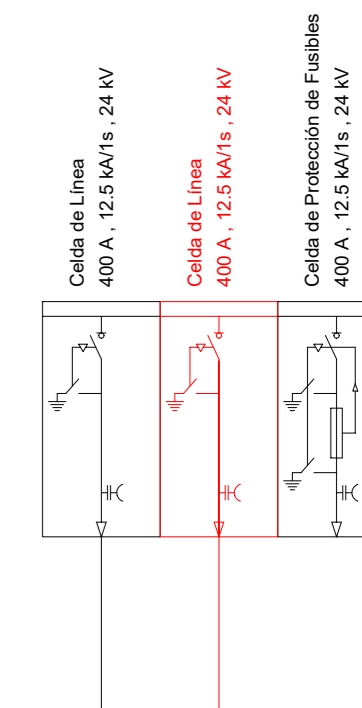 Celda de Línea
400 A , 12.5 kA/1s , 24 kV
Celda de Línea
400 A , 12.5 kA/1s , 24 kV
Celda de Protección de Fusibles
400 A , 12.5 kA/1s , 24 kV